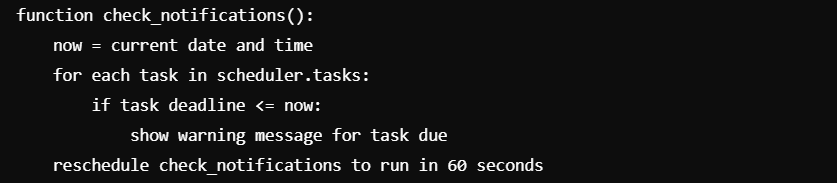 function check_notifications():
    now = current date and time
    for each task in scheduler.tasks:
        if task deadline <= now:
            show warning message for task due
    reschedule check_notifications to run in 60 seconds